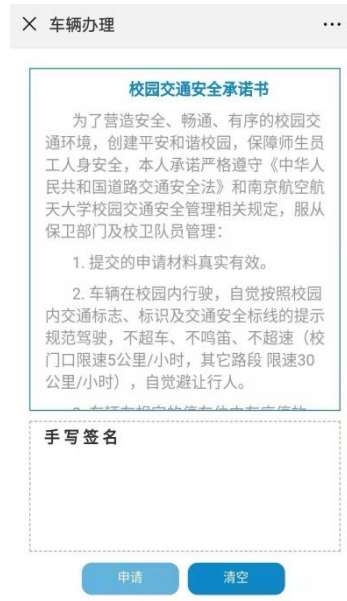 车辆办理
校园交通安全承诺书
为了营造安全、畅通、有序的校园交
通环境，创建平安和谐校园，保障师生员
工人身安全，本人承诺严格遵守《中华人
民共和国道路交通安全法》和南京航空航
天大学校园交通安全管理相关规定，服从
保卫部门及校卫队员管理：
1. 提交的申请材料真实有效。
2. 车辆在校园内行驶，自觉按照校园
内交通标志、标识及交通安全标线的提示
规范驾驶，不超车、不鸣笛、不超速（校
门口限速5公里/小时，其它路段 限速30
公里/小时），自觉避让行人。
手写签名
申请
清空